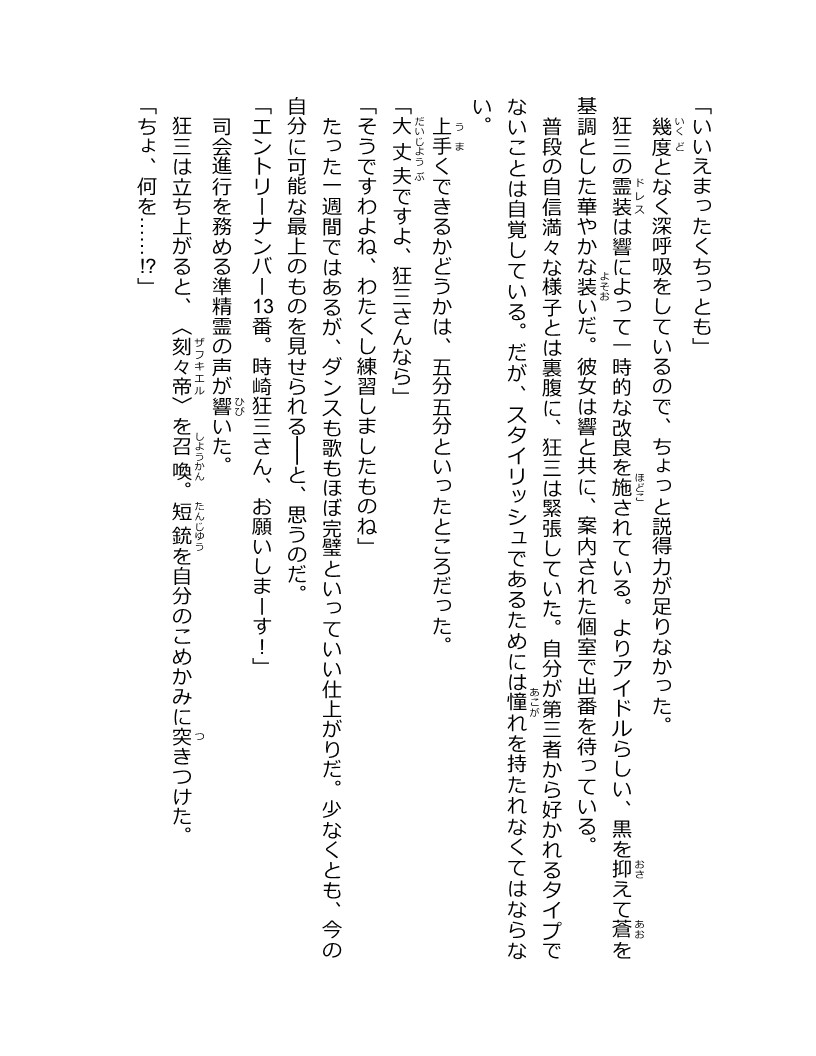 「いいえまったくちっとも」
幾度となく深呼吸をしているので、ちょっと説得力が足りなかった。
狂三の霊装は響によって一時的な改良を施されている。よりアイドルらしい、黒を抑えて蒼を
基調とした華やかな装いだ。彼女は響と共に、案内された個室で出番を待っている。
普段の自信満々な様子とは裏腹に、狂三は緊張していた。自分が第三者から好かれるタイプで
ないことは自覚している。だが、スタイリッシュであるためには憧れを持たれなくてはならな
い。
上手くできるかどうかは、五分五分といったところだった。
「大丈夫ですよ、狂三さんなら」
「そうですわよね、わたくし練習しましたものね」
たった一週間ではあるが、ダンスも歌もほぼ完璧といっていい仕上がりだ。少なくとも、今の
自分に可能な最上のものを見せられる──と、思うのだ。
「エントリーナンバー13番。時崎狂三さん、お願いしまーす！」
司会進行を務める準精霊の声が響いた。
狂三は立ち上がると、〈刻々帝〉を召喚。短銃を自分のこめかみに突きつけた。
「ちょ、何を……!?」